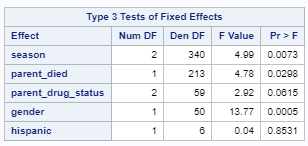 Type 3 Tests of Fixed Effects
Effect Num DF Den DF F Value Pr > F
season 2 340 4.99 0.0073
parent_died 1 213 4.78 0.0298
parent_drug_status 2 59 2.92 0.0615
gender 1 50 13.77 0.0005
hispanic 1 6 0.04 0.8531